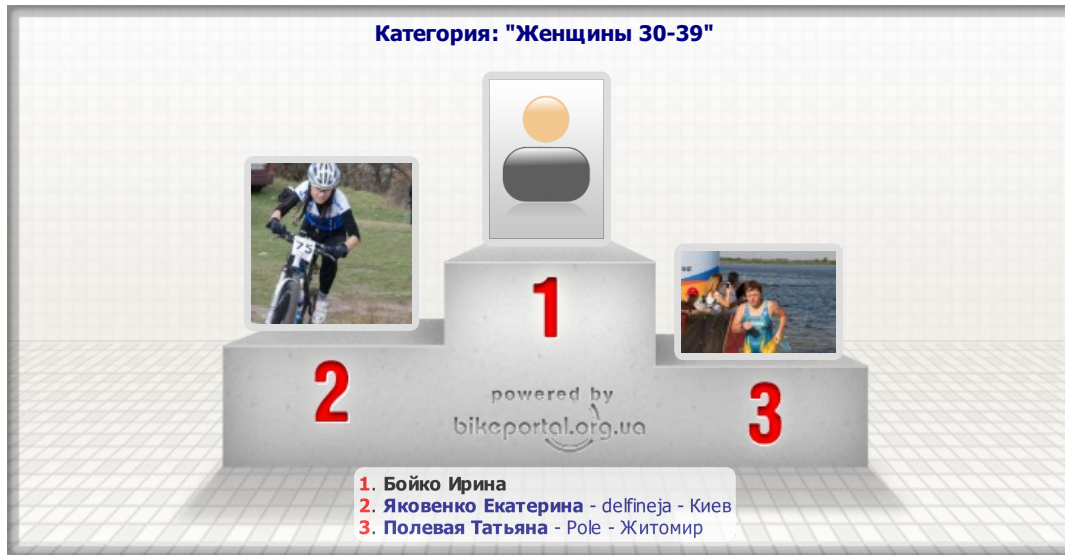 Категория: "Женщины 30-39"
75
1
2
3
powered by
bikeportal.org.ua
1. Бойко Ирина
2. Яковенко Екатерина - delfineja - Киев
3. Полевая Татьяна - Pole - Житомир